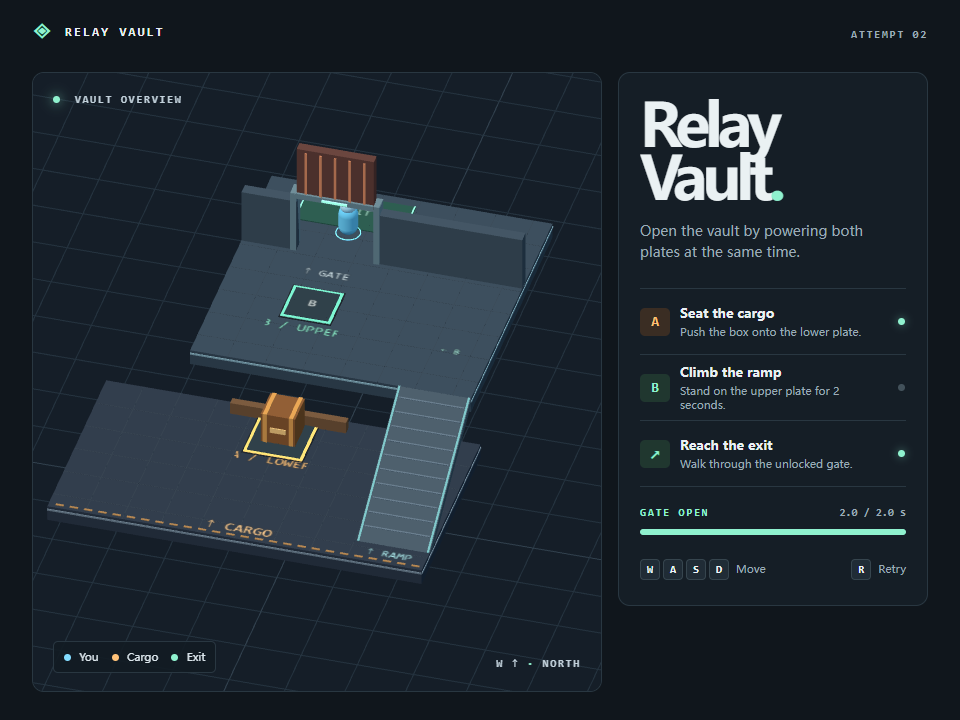 RELAY VAULT
ATTEMPT 02
VAULT OVERVIEW
↑ GATE
B
↑ CARGO
↑ RAMP
You
Cargo
Exit
W ↑ · NORTH
Relay
Vault.
Open the vault by powering both
plates at the same time.
A
Seat the cargo
Push the box onto the lower plate.
B
Climb the ramp
Stand on the upper plate for 2
seconds.
↗
Reach the exit
Walk through the unlocked gate.
GATE OPEN
2.0 / 2.0 s
W A S D Move
R Retry